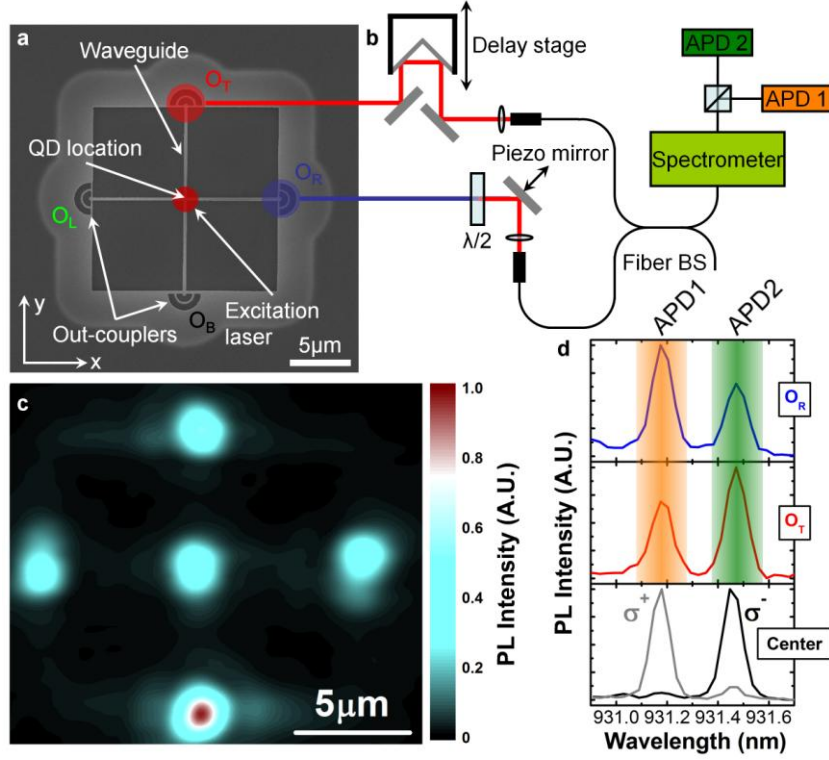 a
Waveguide
O_T
QD location
O_R
O_L
O_B
Excitation
laser
Out-couplers
y
x
5μm
b
Delay stage
APD 2
APD 1
Spectrometer
Piezo mirror
λ/2
Fiber BS
c
1.0
0.8
0.6
0.4
0.2
0
PL Intensity (A.U.)
5μm
APD1
APD2
d
O_R
O_T
σ⁺
σ⁻
Center
PL Intensity (A.U.)
931.0
931.2
931.4
931.6
Wavelength (nm)